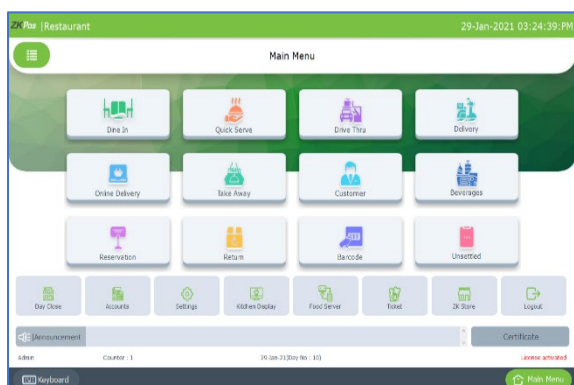 ZKPos |Restaurant 29-Jan-2021 03:24:39:PM
Main Menu
Dine In Quick Serve Drive Thru Delivery
Online Delivery Take Away Customer Beverages
Reservation Return Barcode Unsettled
Day Close Accounts Settings Kitchen Display Food Server Ticket ZK Store Logout
|Announcement Certificate
Admin Counter : 1 29-Jan-21(Day No : 10) License activated
Keyboard Main Menu